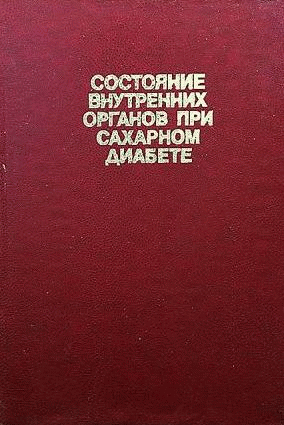 СОСТОЯНИЕ
ВНУТРЕННИХ
ОРГАНОВ ПРИ
САХАРНОМ
ДИАБЕТЕ